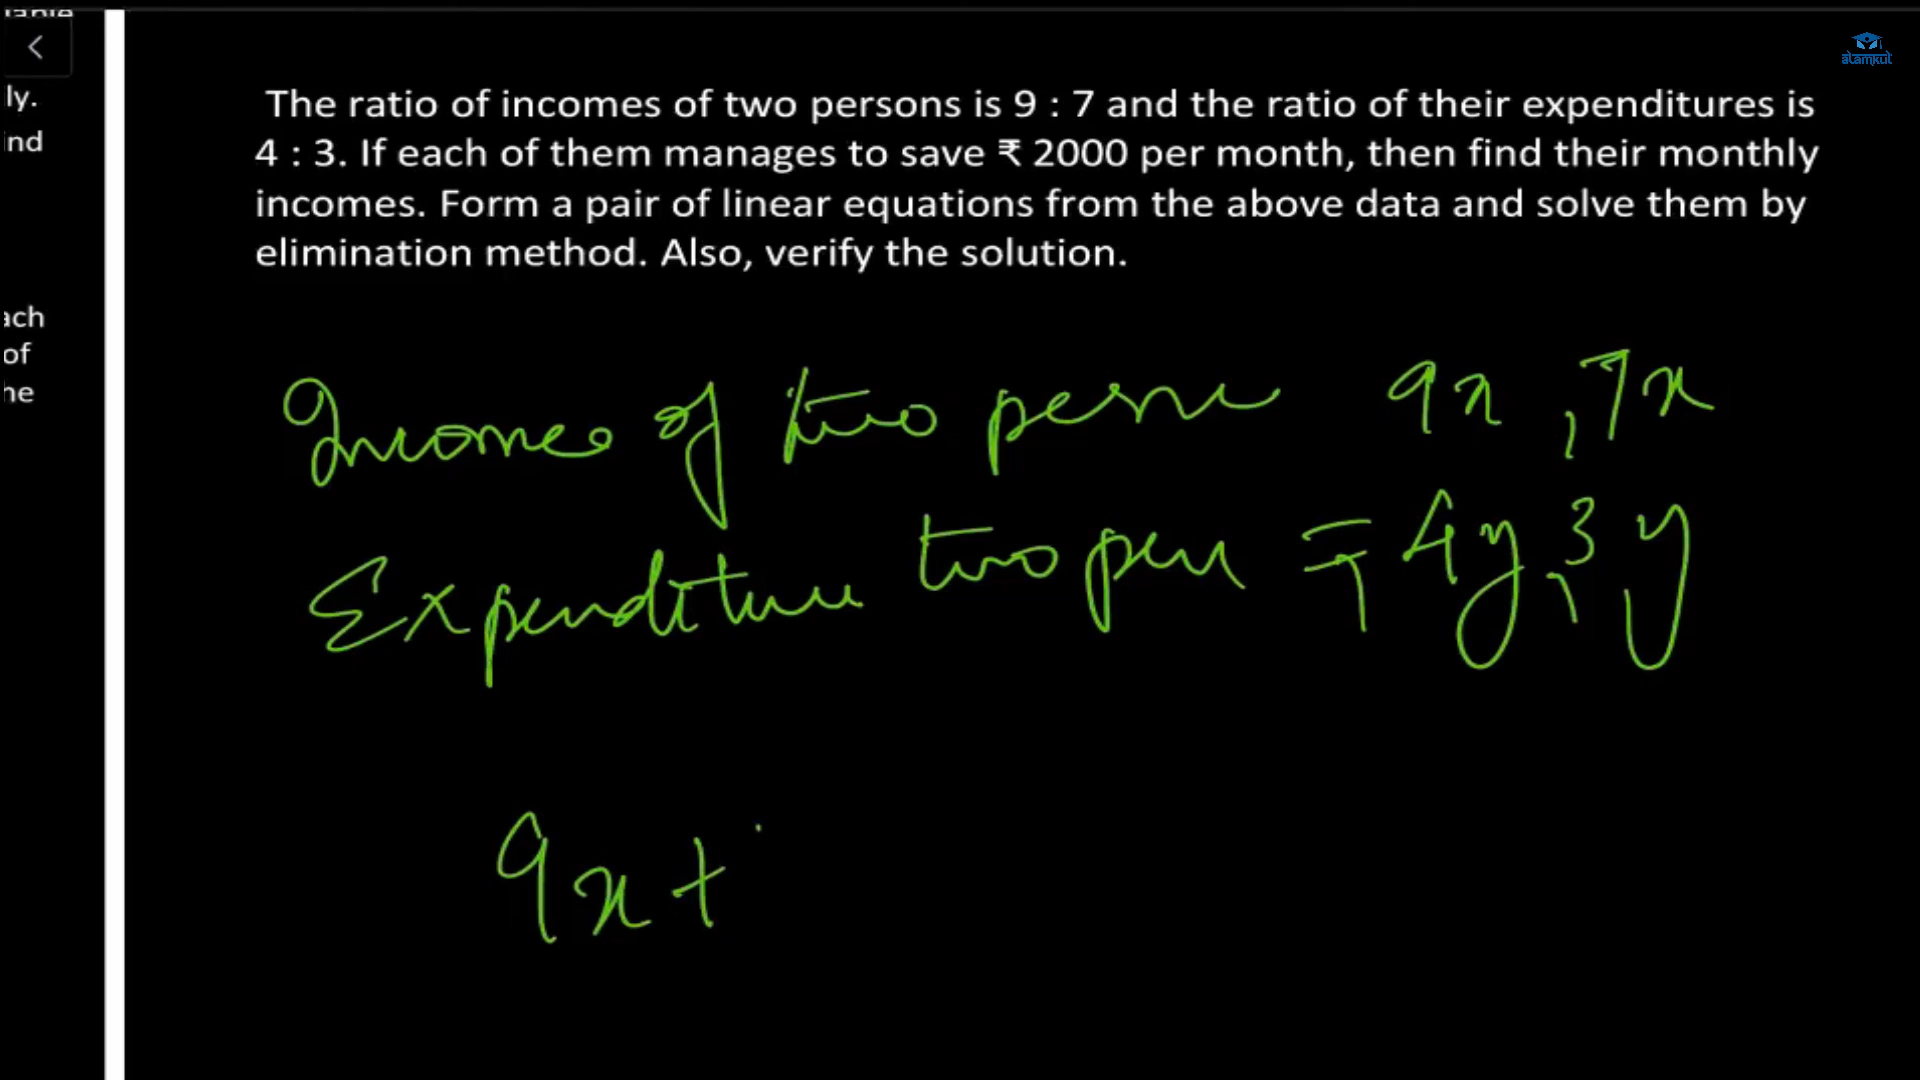 ly.
ind
ach
of
he
alamkul
The ratio of incomes of two persons is 9 : 7 and the ratio of their expenditures is
4 : 3. If each of them manages to save ₹ 2000 per month, then find their monthly
incomes. Form a pair of linear equations from the above data and solve them by
elimination method. Also, verify the solution.
Incomes of two persn 9x, 7x
Expenditure two per = 4y, 3y
9x +